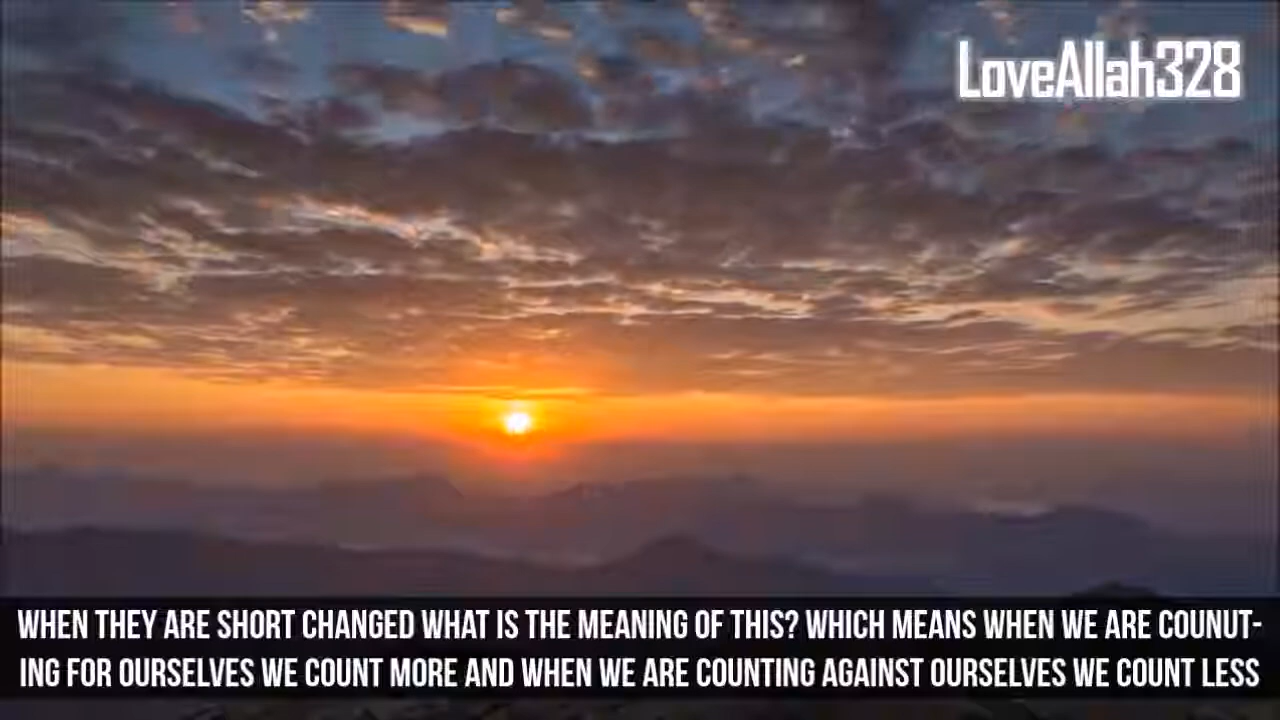 LoveAllah328
WHEN THEY ARE SHORT CHANGED WHAT IS THE MEANING OF THIS? WHICH MEANS WHEN WE ARE COUNUT-
ING FOR OURSELVES WE COUNT MORE AND WHEN WE ARE COUNTING AGAINST OURSELVES WE COUNT LESS